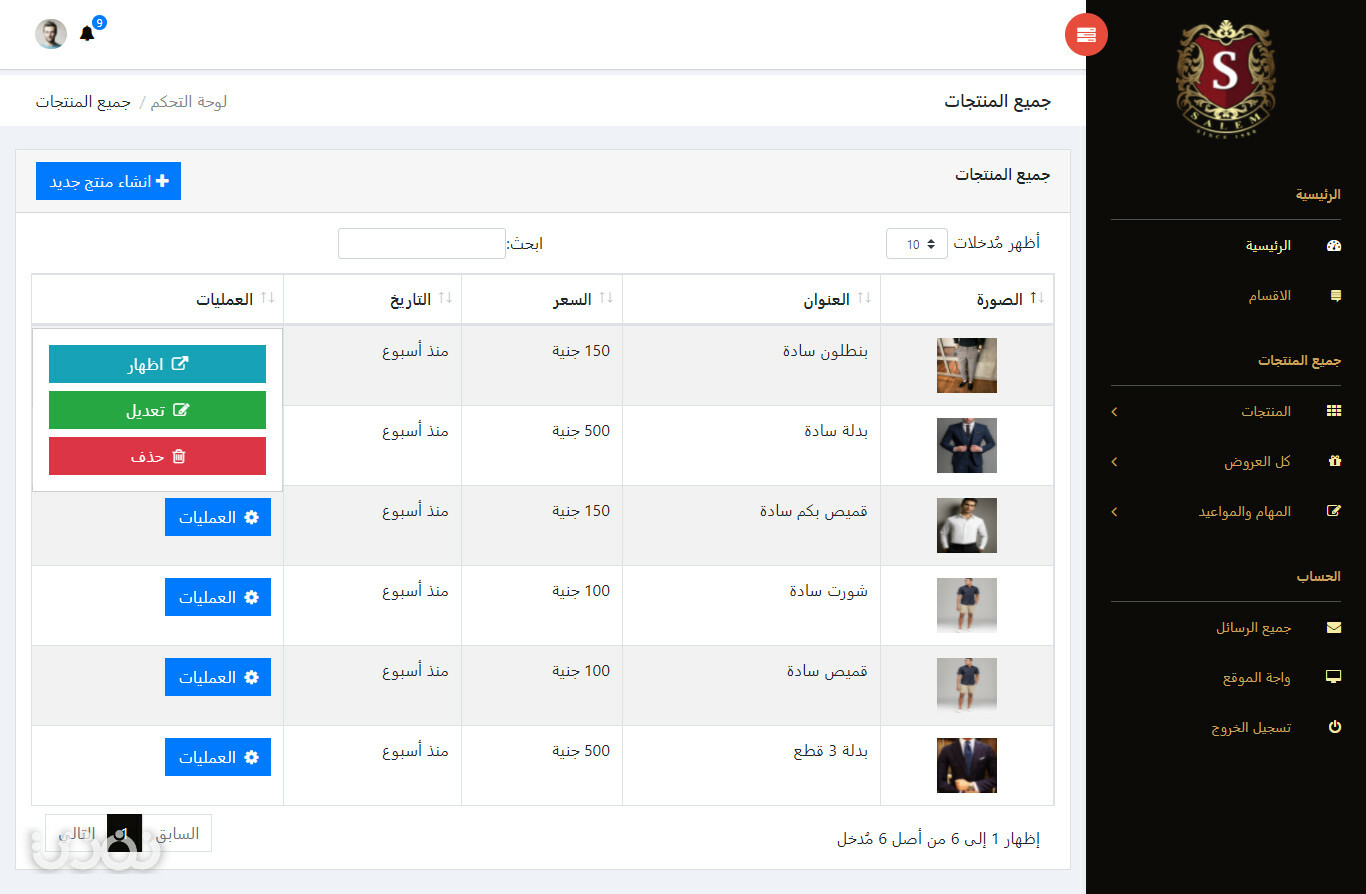 9
S
SALEM
SINCE 1980
الرئيسية
الرئيسية
الاقسام
جميع المنتجات
المنتجات
كل العروض
المهام والمواعيد
الحساب
جميع الرسائل
واجة الموقع
تسجيل الخروج
جميع المنتجات
لوحة التحكم / جميع المنتجات
جميع المنتجات
انشاء منتج جديد
أظهر مُدخلات 10
ابحث:
الصورة العنوان السعر التاريخ العمليات
بنطلون سادة 150 جنية منذ أسبوع
اظهار
تعديل
حذف
بدلة سادة 500 جنية منذ أسبوع
قميص بكم سادة 150 جنية منذ أسبوع العمليات
شورت سادة 100 جنية منذ أسبوع العمليات
قميص سادة 100 جنية منذ أسبوع العمليات
بدلة 3 قطع 500 جنية منذ أسبوع العمليات
إظهار 1 إلى 6 من أصل 6 مُدخل
السابق 1 التالي